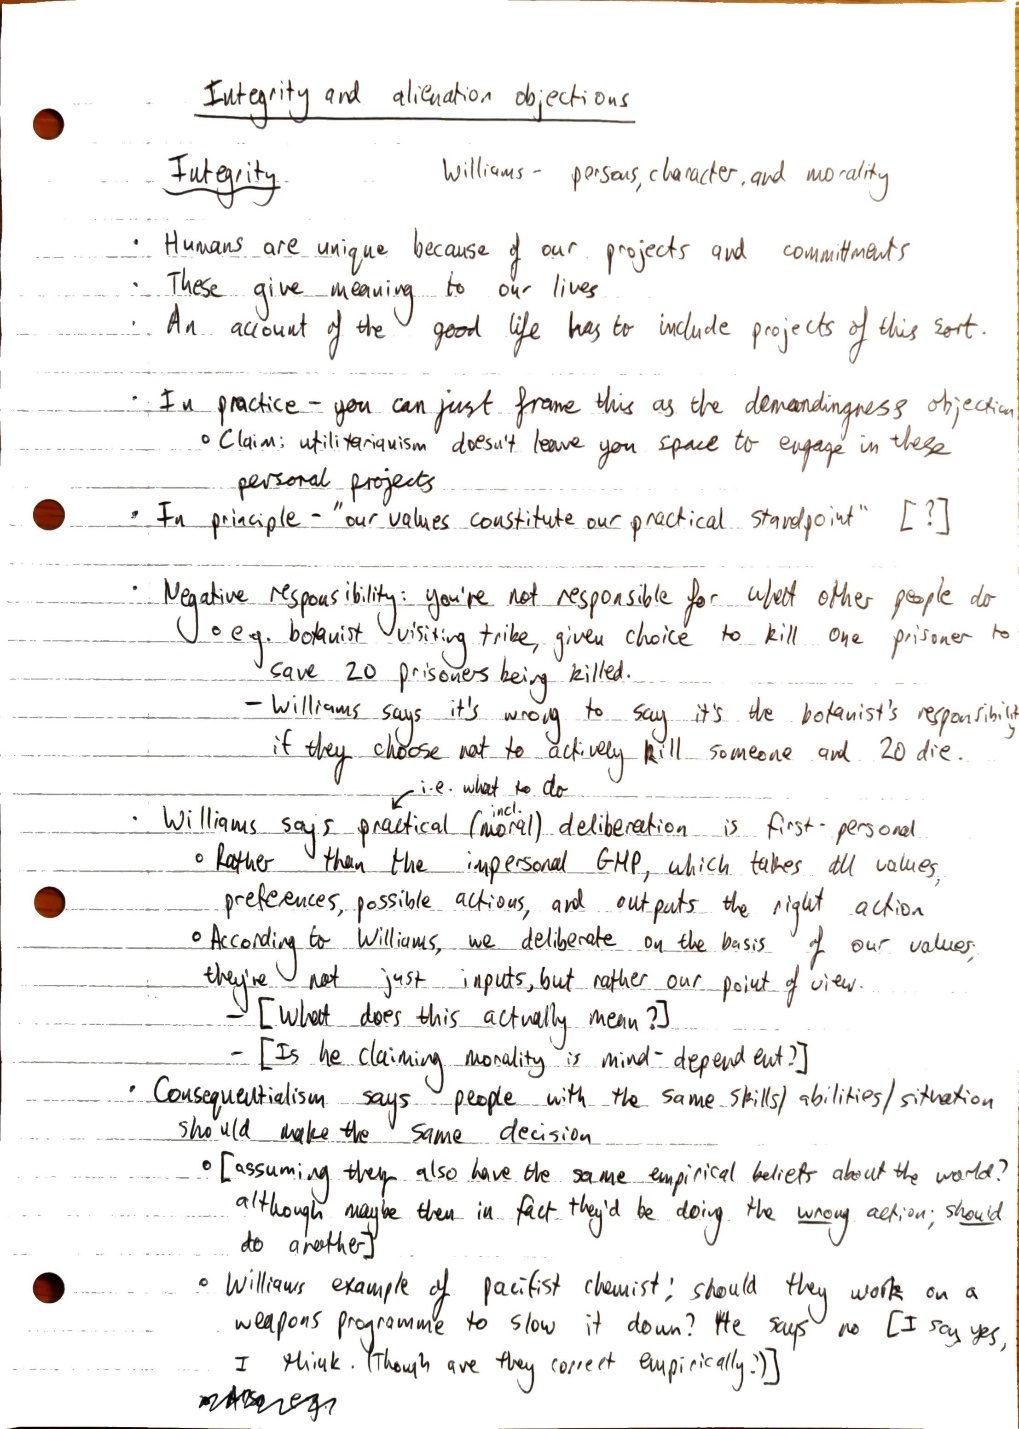 Integrity and alienation objections
Integrity Williams - persons, character, and morality
· Humans are unique because of our projects and committments
· These give meaning to our lives
· An account of the good life has to include projects of this sort.
· In practice - you can just frame this as the demandingness objection
o Claim: utilitarianism doesn't leave you space to engage in these
personal projects
· In principle - "our values constitute our practical standpoint" [?]
· Negative responsibility: you're not responsible for what other people do
o e.g. botanist visiting tribe, given choice to kill one prisoner to
save 20 prisoners being killed.
- Williams says it's wrong to say it's the botanist's responsibility
if they choose not to actively kill someone and 20 die.
i.e. what to do
· Williams says practical (incl. moral) deliberation is first-personal
o Rather than the impersonal GHP, which takes all values,
preferences, possible actions, and outputs the right action
o According to Williams, we deliberate on the basis of our values;
they're not just inputs, but rather our point of view.
- [What does this actually mean?]
- [Is he claiming morality is mind-dependent?]
· Consequentialism says people with the same skills/abilities/situation
should make the same decision
o [assuming they also have the same empirical beliefs about the world?
although maybe then in fact they'd be doing the wrong action; should
do another]
o Williams example of pacifist chemist; should they work on a
weapons programme to slow it down? He says no [I say yes,
I think. (Though are they correct empirically?)]